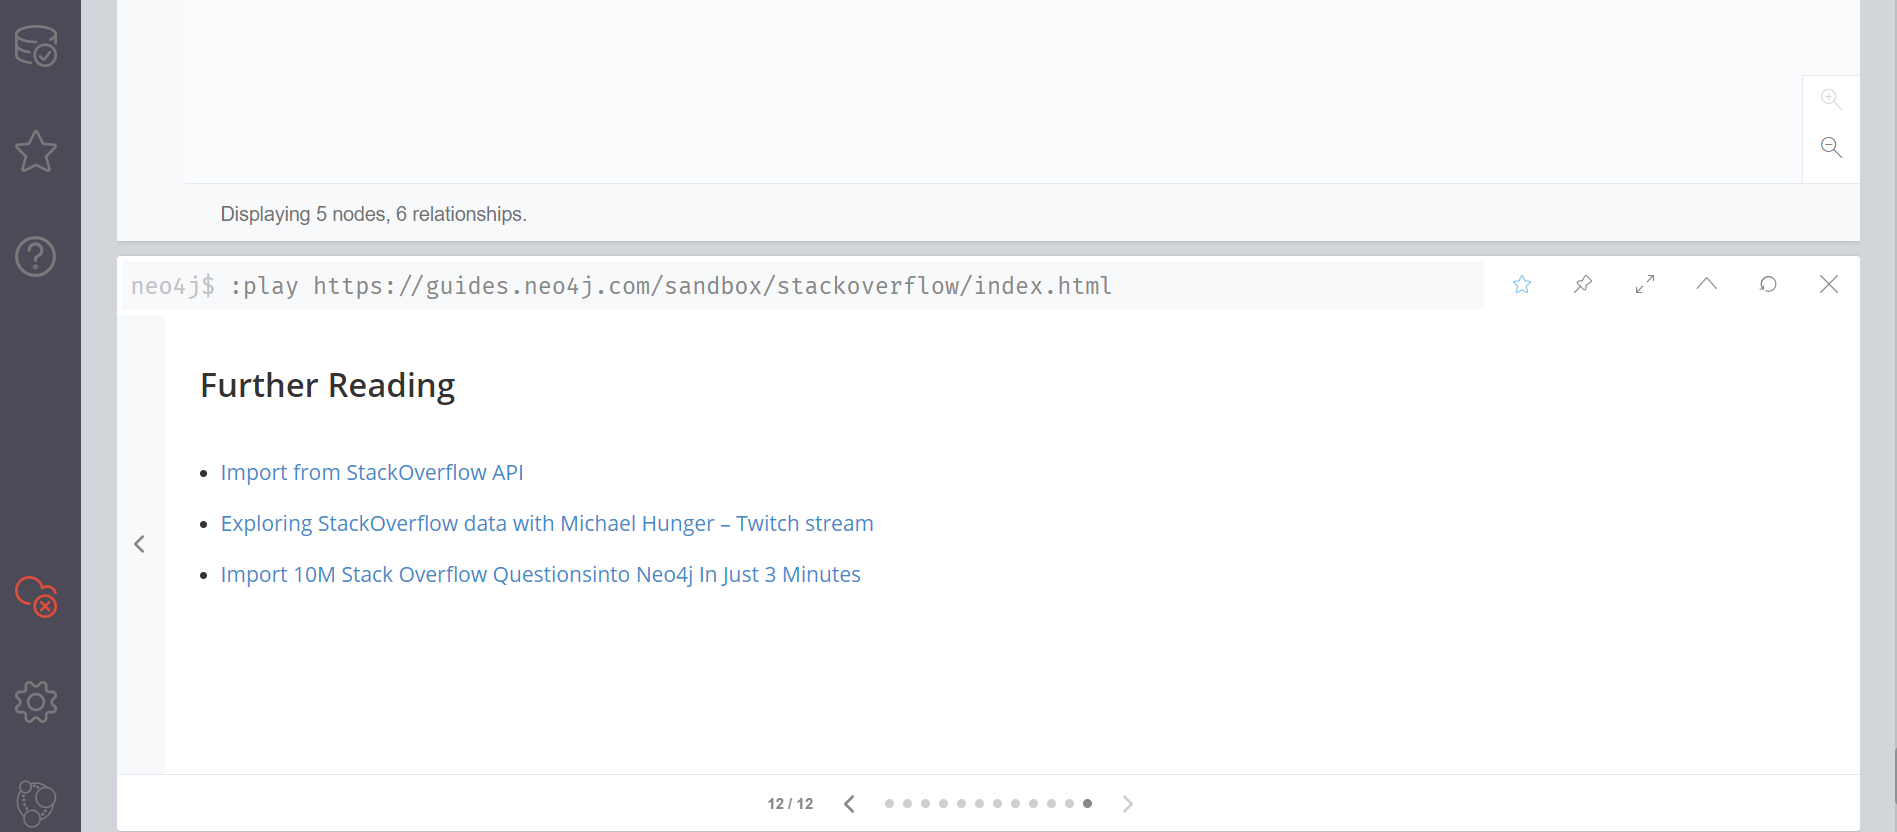 Displaying 5 nodes, 6 relationships.
neo4j$ :play https://guides.neo4j.com/sandbox/stackoverflow/index.html
Further Reading
• Import from StackOverflow API
• Exploring StackOverflow data with Michael Hunger – Twitch stream
• Import 10M Stack Overflow Questionsinto Neo4j In Just 3 Minutes
12 / 12